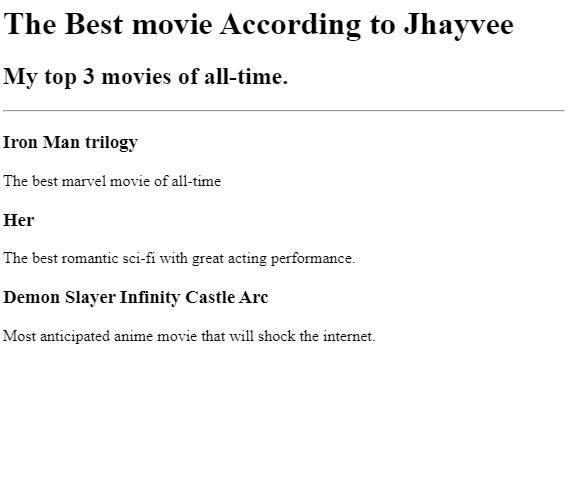 The Best movie According to Jhayvee
My top 3 movies of all-time.
Iron Man trilogy
The best marvel movie of all-time
Her
The best romantic sci-fi with great acting performance.
Demon Slayer Infinity Castle Arc
Most anticipated anime movie that will shock the internet.